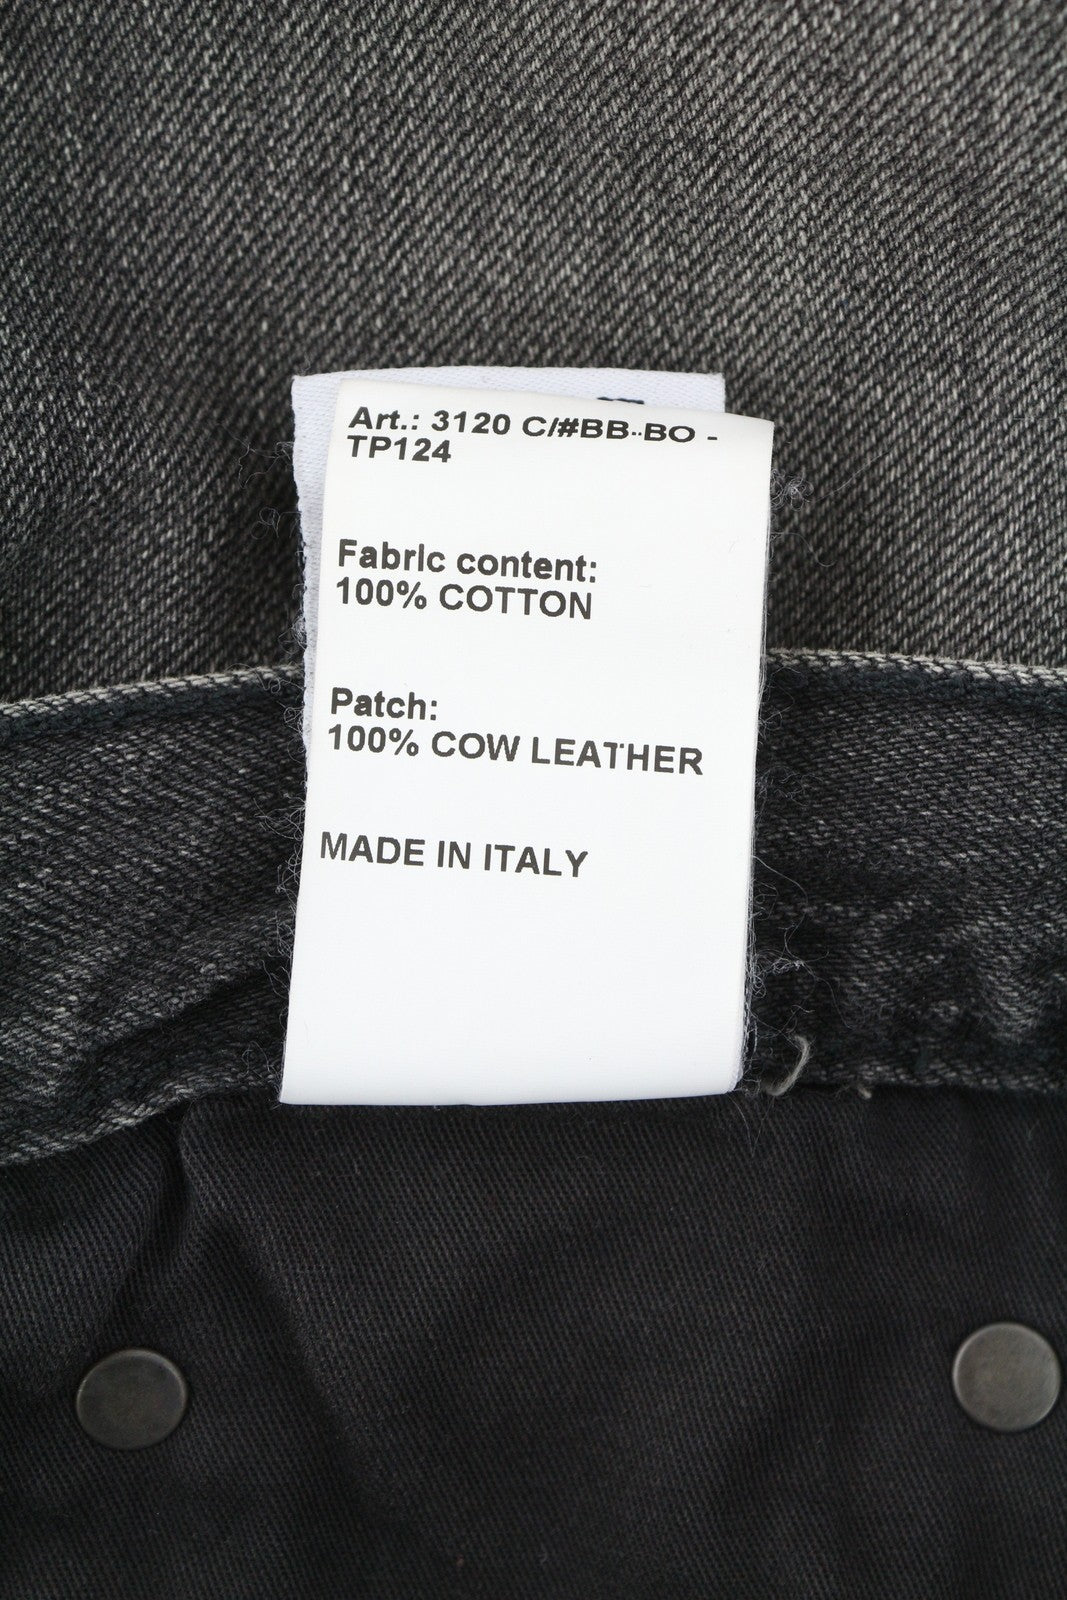 Art.: 3120 C/#BB--BO -
TP124
Fabric content:
100% COTTON
Patch:
100% COW LEATHER
MADE IN ITALY